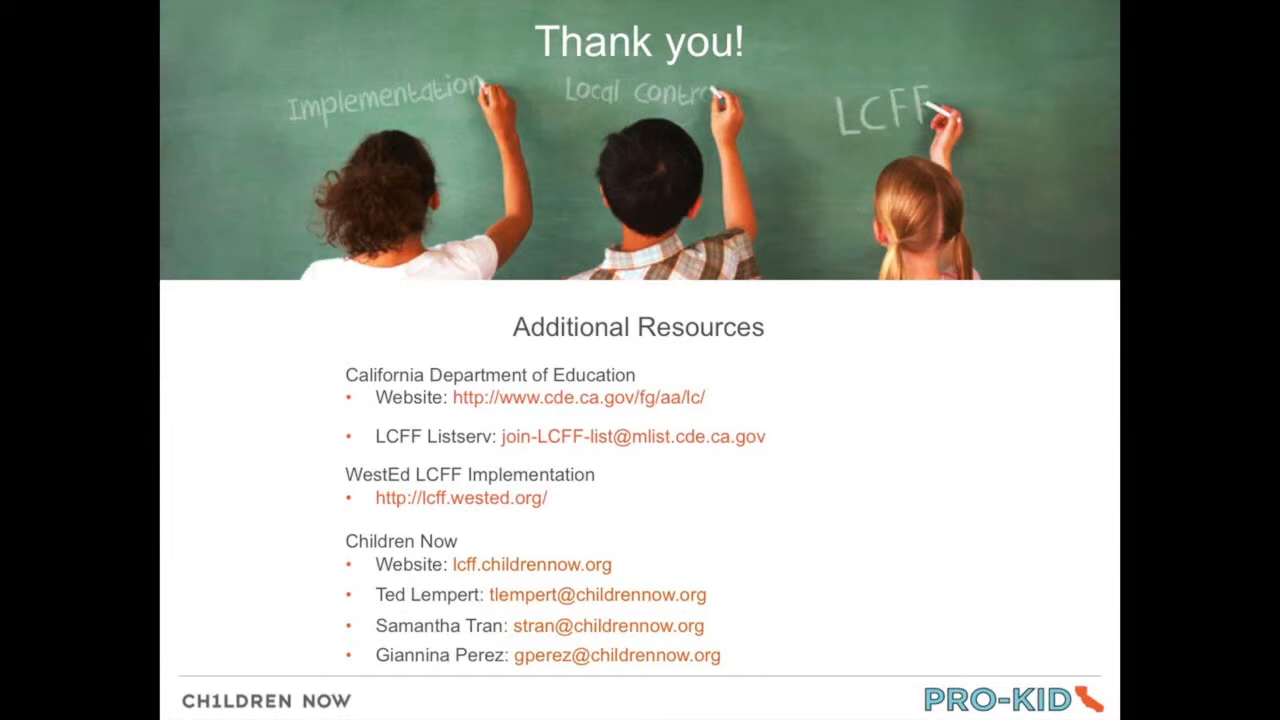 Thank you!
Implementation
Local contr
LCFF
Additional Resources
California Department of Education
• Website: http://www.cde.ca.gov/fg/aa/lc/
• LCFF Listserv: join-LCFF-list@mlist.cde.ca.gov
WestEd LCFF Implementation
• http://lcff.wested.org/
Children Now
• Website: lcff.childrennow.org
• Ted Lempert: tlempert@childrennow.org
• Samantha Tran: stran@childrennow.org
• Giannina Perez: gperez@childrennow.org
CH1LDREN NOW
PRO-KID